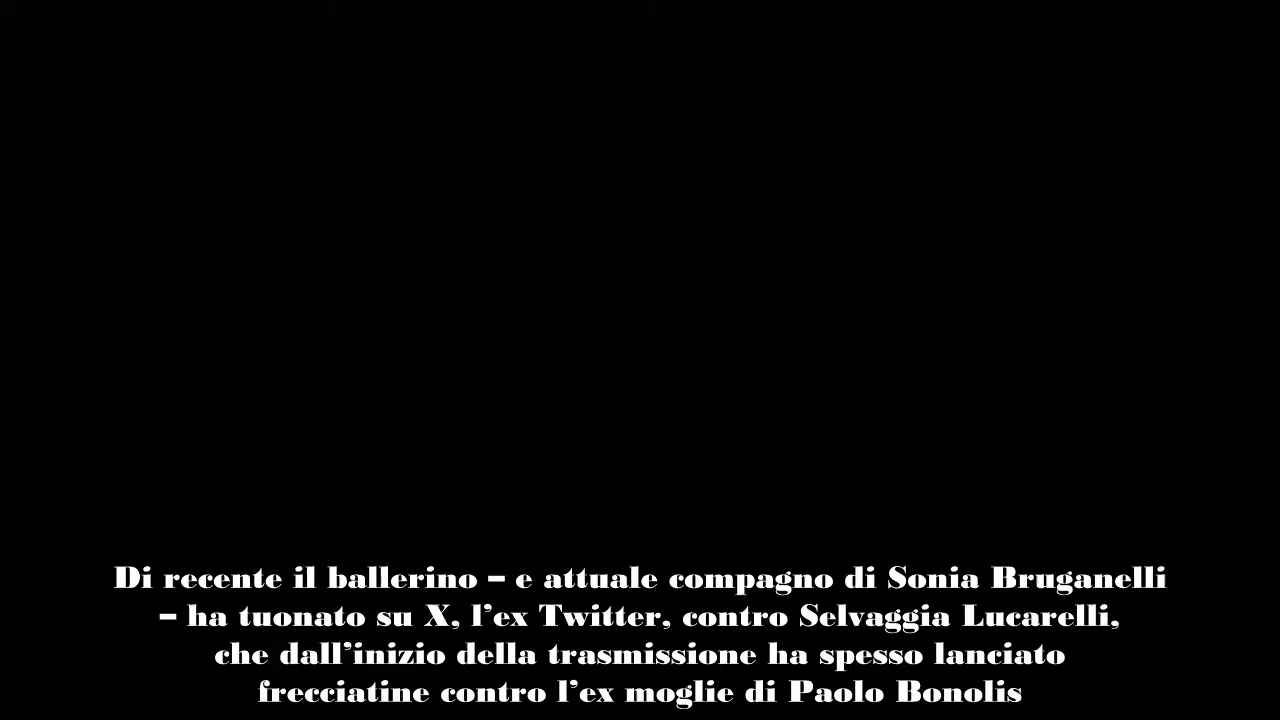 Di recente il ballerino – e attuale compagno di Sonia Bruganelli
– ha tuonato su X, l’ex Twitter, contro Selvaggia Lucarelli,
che dall’inizio della trasmissione ha spesso lanciato
frecciatine contro l’ex moglie di Paolo Bonolis